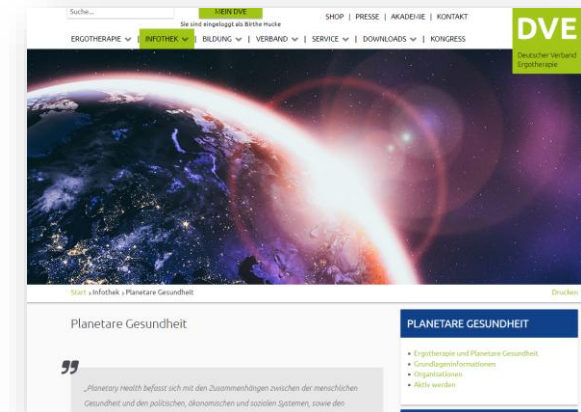 Suche...
MEIN DVE
SHOP | PRESSE | AKADEMIE | KONTAKT
Sie sind eingeloggt als Birthe Hucke
ERGOTHERAPIE | INFOTHEK | BILDUNG | VERBAND | SERVICE | DOWNLOADS | KONGRESS
DVE
Deutscher Verband
Ergotherapie
Start › Infothek › Planetare Gesundheit
Drucken
Planetare Gesundheit
PLANETARE GESUNDHEIT
• Ergotherapie und Planetare Gesundheit
• Grundlageninformationen
• Organisationen
• Aktiv werden
„Planetary Health befasst sich mit den Zusammenhängen zwischen der menschlichen
Gesundheit und den politischen, ökonomischen und sozialen Systemen, sowie den